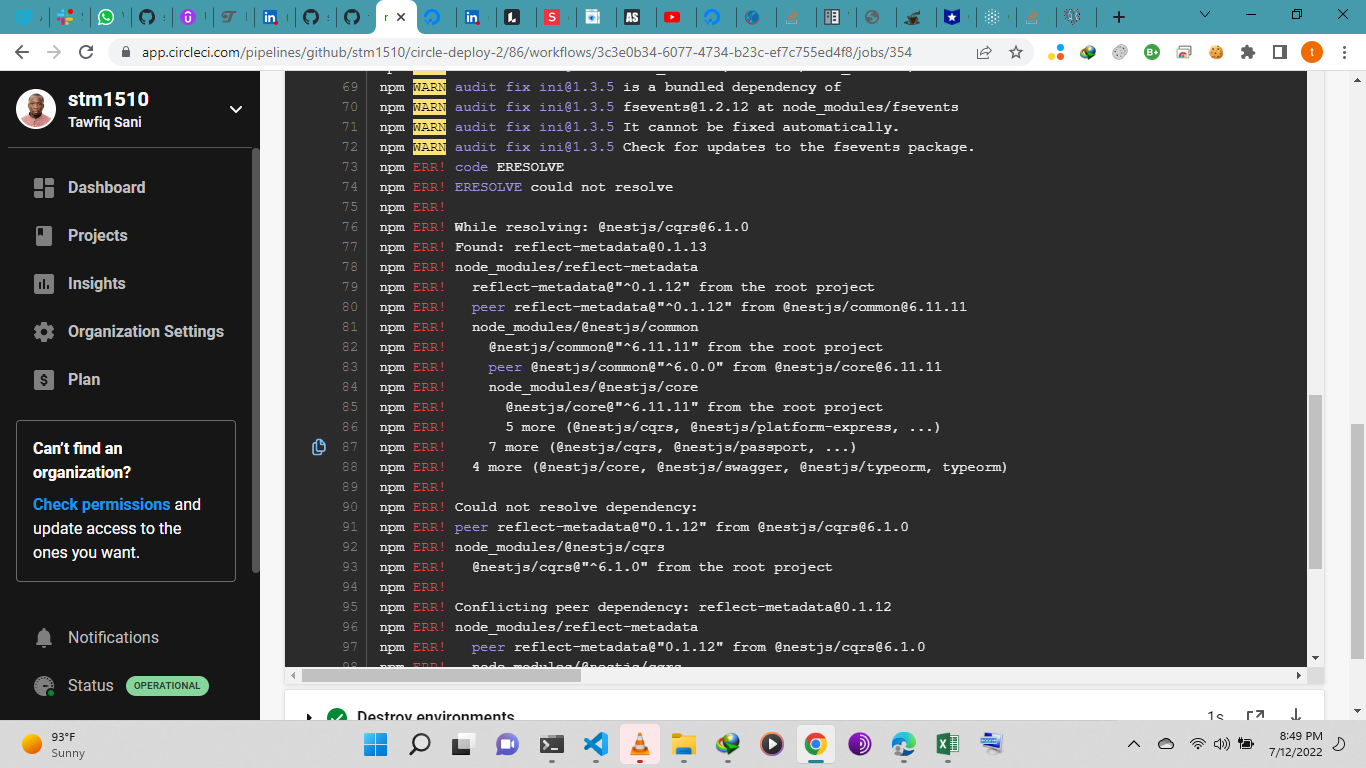 app.circleci.com/pipelines/github/stm1510/circle-deploy-2/86/workflows/3c3e0b34-6077-4734-b23c-ef7c755ed4f8/jobs/354
stm1510
Tawfiq Sani
Dashboard
Projects
Insights
Organization Settings
$ Plan
Can't find an
organization?
Check permissions and
update access to the
ones you want.
Notifications
Status OPERATIONAL
69 npm WARN audit fix ini@1.3.5 is a bundled dependency of
70 npm WARN audit fix ini@1.3.5 fsevents@1.2.12 at node_modules/fsevents
71 npm WARN audit fix ini@1.3.5 It cannot be fixed automatically.
72 npm WARN audit fix ini@1.3.5 Check for updates to the fsevents package.
73 npm ERR! code ERESOLVE
74 npm ERR! ERESOLVE could not resolve
75 npm ERR!
76 npm ERR! While resolving: @nestjs/cqrs@6.1.0
77 npm ERR! Found: reflect-metadata@0.1.13
78 npm ERR! node_modules/reflect-metadata
79 npm ERR! reflect-metadata@"^0.1.12" from the root project
80 npm ERR! peer reflect-metadata@"^0.1.12" from @nestjs/common@6.11.11
81 npm ERR! node_modules/@nestjs/common
82 npm ERR! @nestjs/common@"^6.11.11" from the root project
83 npm ERR! peer @nestjs/common@"^6.0.0" from @nestjs/core@6.11.11
84 npm ERR! node_modules/@nestjs/core
85 npm ERR! @nestjs/core@"^6.11.11" from the root project
86 npm ERR! 5 more (@nestjs/cqrs, @nestjs/platform-express, ...)
87 npm ERR! 7 more (@nestjs/cqrs, @nestjs/passport, ...)
88 npm ERR! 4 more (@nestjs/core, @nestjs/swagger, @nestjs/typeorm, typeorm)
89 npm ERR!
90 npm ERR! Could not resolve dependency:
91 npm ERR! peer reflect-metadata@"0.1.12" from @nestjs/cqrs@6.1.0
92 npm ERR! node_modules/@nestjs/cqrs
93 npm ERR! @nestjs/cqrs@"^6.1.0" from the root project
94 npm ERR!
95 npm ERR! Conflicting peer dependency: reflect-metadata@0.1.12
96 npm ERR! node_modules/reflect-metadata
97 npm ERR! peer reflect-metadata@"0.1.12" from @nestjs/cqrs@6.1.0
98 npm ERR! node_modules/@nestjs/cqrs
Destroy environments 1s
93°F
Sunny
8:49 PM
7/12/2022